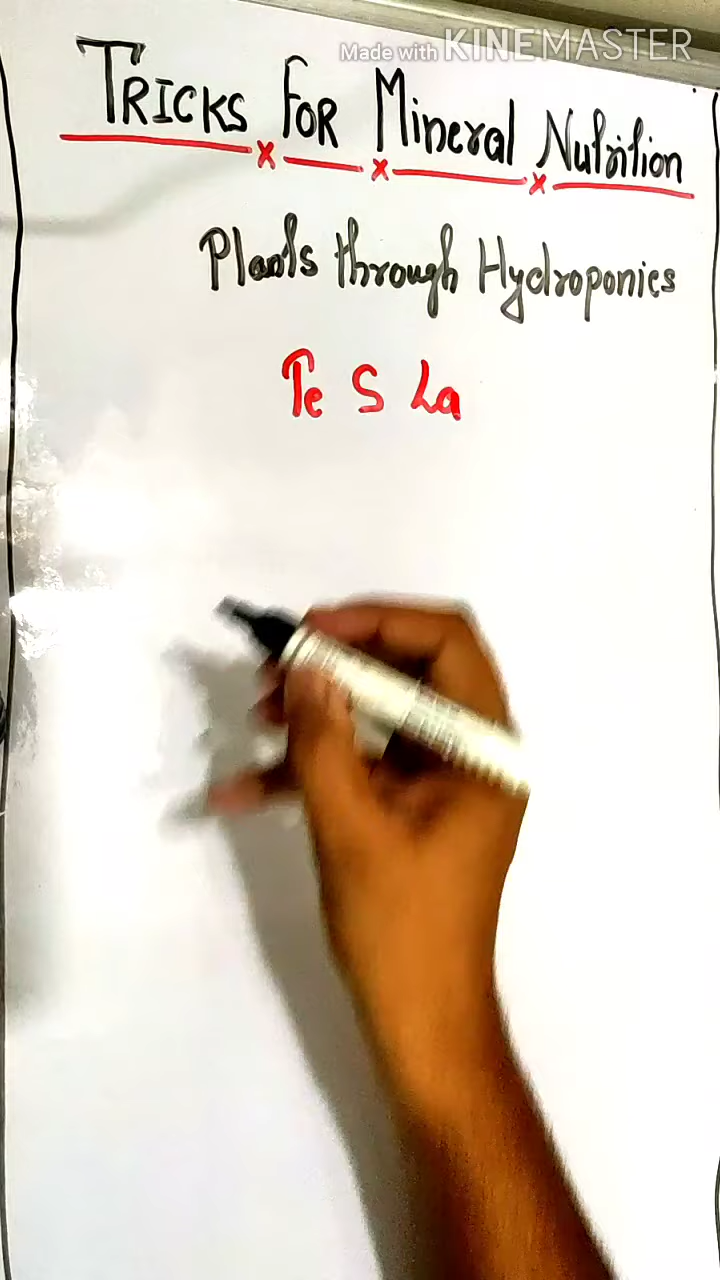 Made with KINEMASTER
TRICKS FOR Mineral Nutrition
Plants through Hydroponics
Te S La